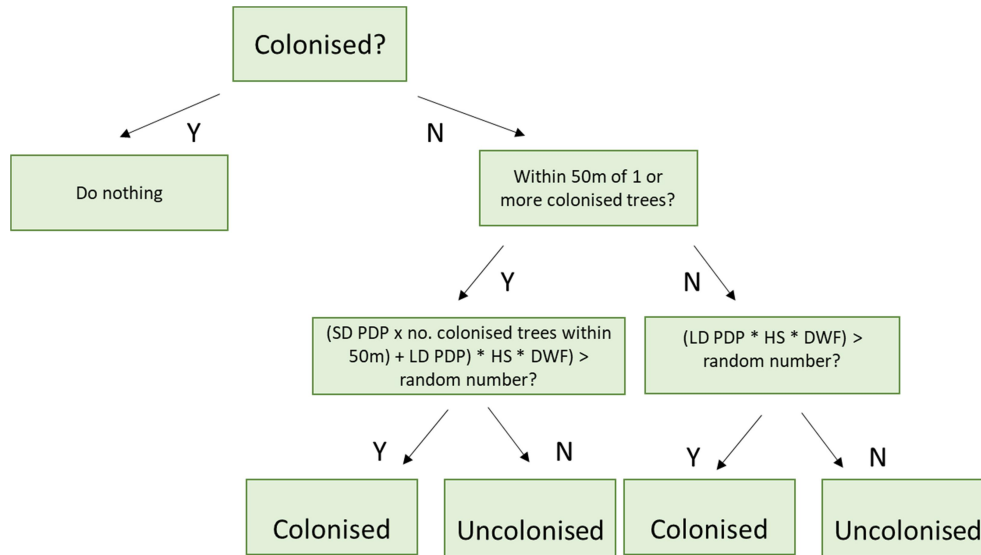 Colonised?
Y
N
Do nothing
Within 50m of 1 or
more colonised trees?
Y
N
(SD PDP x no. colonised trees within
50m) + LD PDP) * HS * DWF) >
random number?
(LD PDP * HS * DWF) >
random number?
Y
N
Y
N
Colonised
Uncolonised
Colonised
Uncolonised